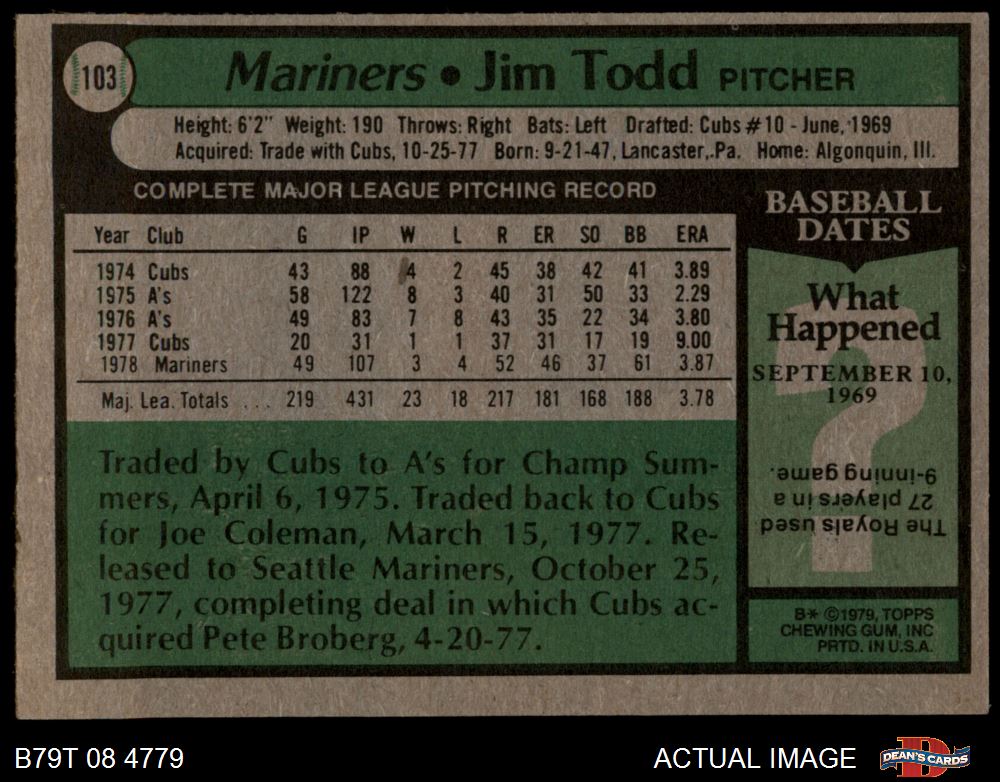 103
Mariners • Jim Todd PITCHER
Height: 6'2" Weight: 190 Throws: Right Bats: Left Drafted: Cubs #10 - June, 1969
Acquired: Trade with Cubs, 10-25-77 Born: 9-21-47, Lancaster, Pa. Home: Algonquin, Ill.
COMPLETE MAJOR LEAGUE PITCHING RECORD
Year Club G IP W L R ER SO BB ERA
1974 Cubs 43 88 4 2 45 38 42 41 3.89
1975 A's 58 122 8 3 40 31 50 33 2.29
1976 A's 49 83 7 8 43 35 22 34 3.80
1977 Cubs 20 31 1 1 37 31 17 19 9.00
1978 Mariners 49 107 3 4 52 46 37 61 3.87
Maj. Lea. Totals ... 219 431 23 18 217 181 168 188 3.78
Traded by Cubs to A's for Champ Sum-
mers, April 6, 1975. Traded back to Cubs
for Joe Coleman, March 15, 1977. Re-
leased to Seattle Mariners, October 25,
1977, completing deal in which Cubs ac-
quired Pete Broberg, 4-20-77.
BASEBALL
DATES
What
Happened
SEPTEMBER 10,
1969
The Royals used
27 players in a
9-inning game.
B* ©1979, TOPPS
CHEWING GUM, INC
PRTD. IN U.S.A.
B79T 08 4779
ACTUAL IMAGE
DEAN'S CARDS